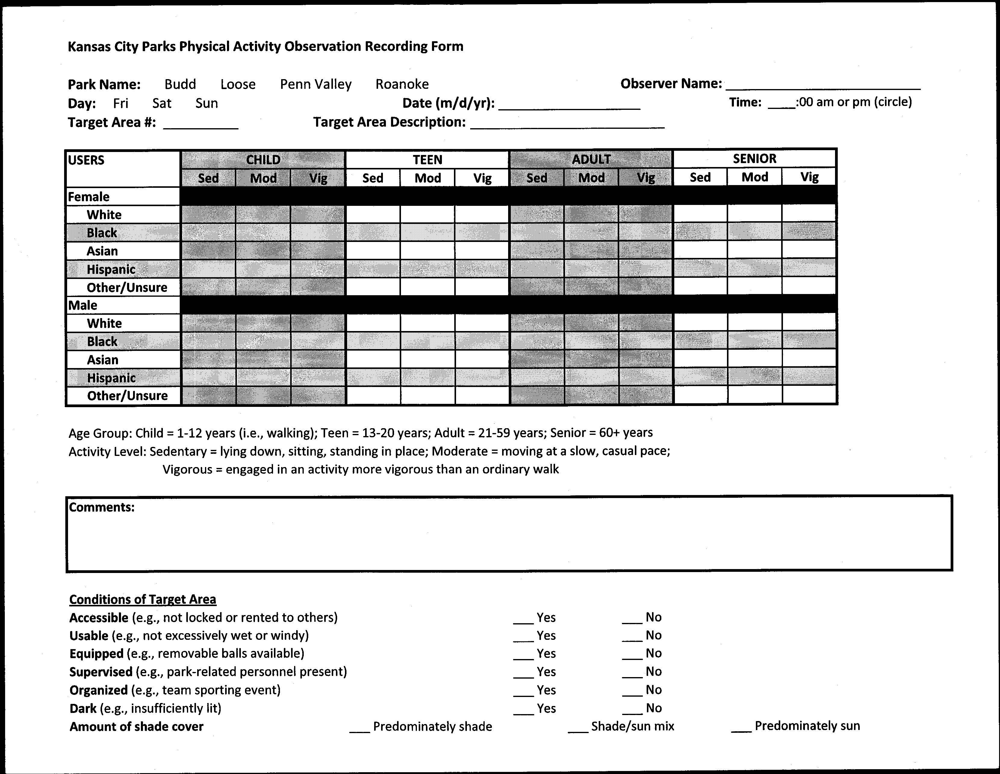 Kansas City Parks Physical Activity Observation Recording Form
Park Name: Budd Loose Penn Valley Roanoke Observer Name: ____________
Day: Fri Sat Sun Date (m/d/yr): ____________ Time: ____:00 am or pm (circle)
Target Area #: ________ Target Area Description: ____________
USERS CHILD TEEN ADULT SENIOR
Sed Mod Vig Sed Mod Vig Sed Mod Vig Sed Mod Vig
Female
White
Black
Asian
Hispanic
Other/Unsure
Male
White
Black
Asian
Hispanic
Other/Unsure
Age Group: Child = 1-12 years (i.e., walking); Teen = 13-20 years; Adult = 21-59 years; Senior = 60+ years
Activity Level: Sedentary = lying down, sitting, standing in place; Moderate = moving at a slow, casual pace;
Vigorous = engaged in an activity more vigorous than an ordinary walk
Comments:
Conditions of Target Area
Accessible (e.g., not locked or rented to others) ___ Yes ___ No
Usable (e.g., not excessively wet or windy) ___ Yes ___ No
Equipped (e.g., removable balls available) ___ Yes ___ No
Supervised (e.g., park-related personnel present) ___ Yes ___ No
Organized (e.g., team sporting event) ___ Yes ___ No
Dark (e.g., insufficiently lit) ___ Yes ___ No
Amount of shade cover ___ Predominately shade ___ Shade/sun mix ___ Predominately sun